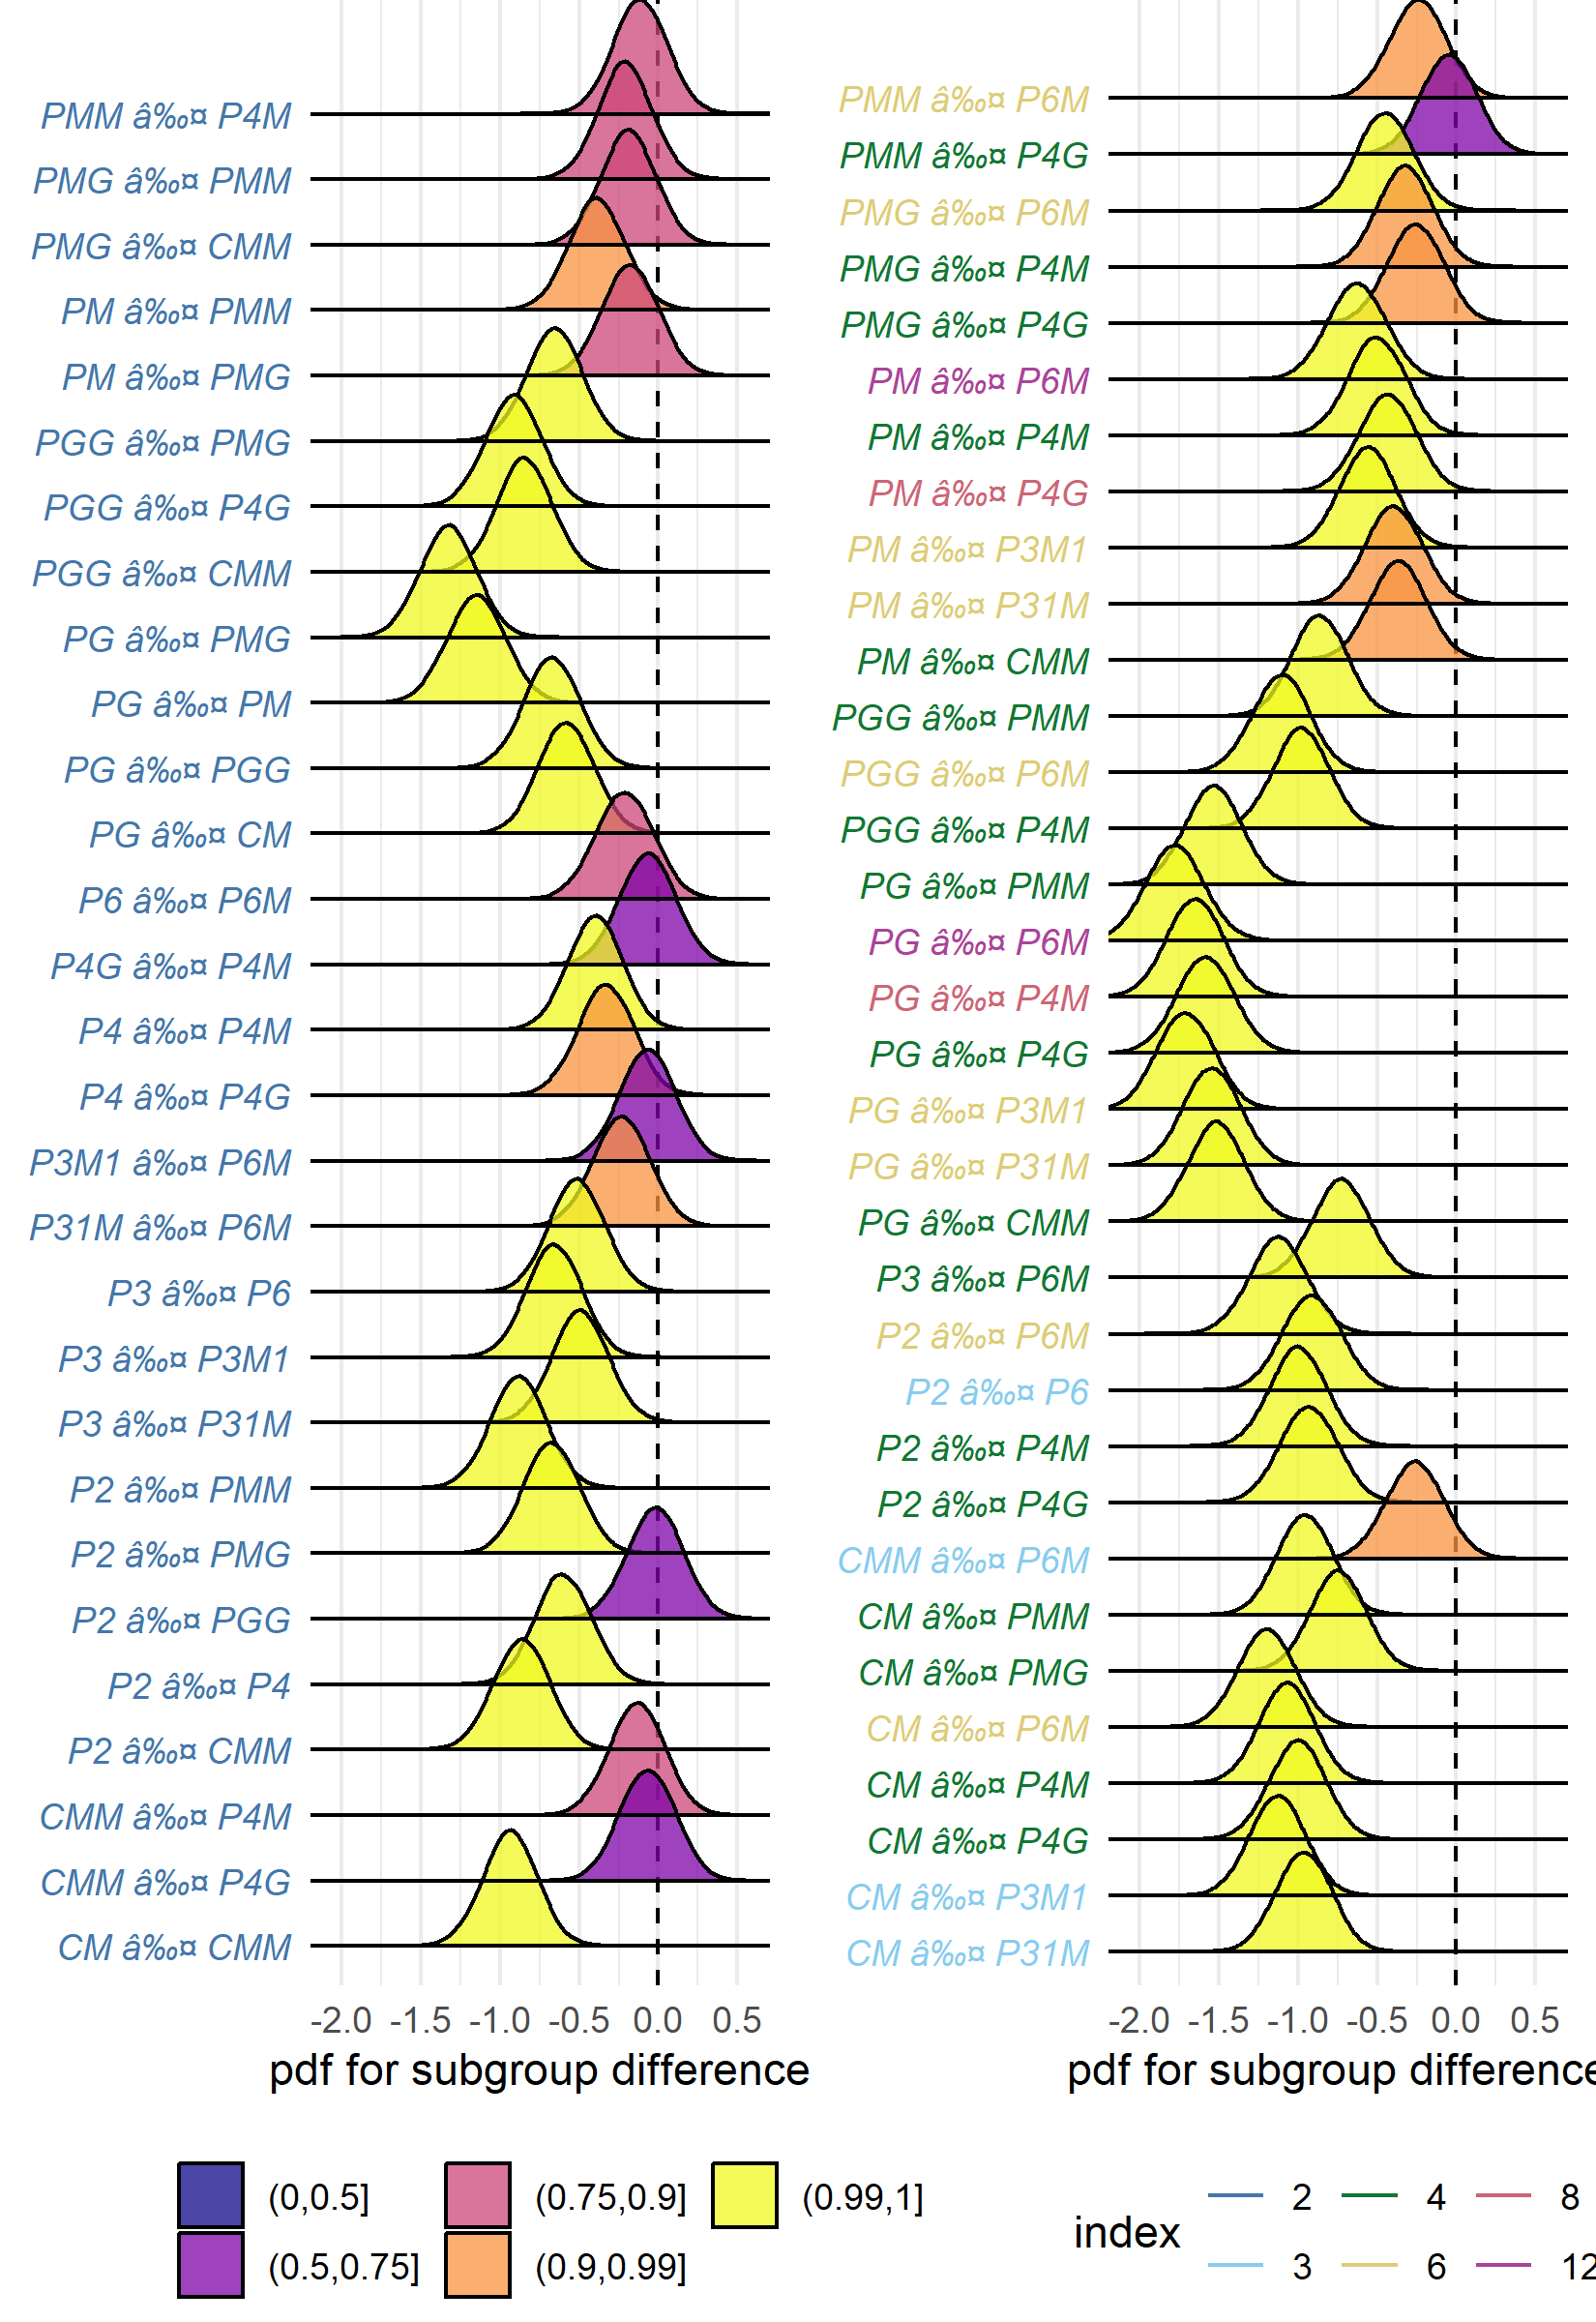 PMM â‰¤ P4M
PMG â‰¤ PMM
PMG â‰¤ CMM
PM â‰¤ PMM
PM â‰¤ PMG
PGG â‰¤ PMG
PGG â‰¤ P4G
PGG â‰¤ CMM
PG â‰¤ PMG
PG â‰¤ PM
PG â‰¤ PGG
PG â‰¤ CM
P6 â‰¤ P6M
P4G â‰¤ P4M
P4 â‰¤ P4M
P4 â‰¤ P4G
P3M1 â‰¤ P6M
P31M â‰¤ P6M
P3 â‰¤ P6
P3 â‰¤ P3M1
P3 â‰¤ P31M
P2 â‰¤ PMM
P2 â‰¤ PMG
P2 â‰¤ PGG
P2 â‰¤ P4
P2 â‰¤ CMM
CMM â‰¤ P4M
CMM â‰¤ P4G
CM â‰¤ CMM
-2.0 -1.5 -1.0 -0.5 0.0 0.5
pdf for subgroup difference
PMM â‰¤ P6M
PMM â‰¤ P4G
PMG â‰¤ P6M
PMG â‰¤ P4M
PMG â‰¤ P4G
PM â‰¤ P6M
PM â‰¤ P4M
PM â‰¤ P4G
PM â‰¤ P3M1
PM â‰¤ P31M
PM â‰¤ CMM
PGG â‰¤ PMM
PGG â‰¤ P6M
PGG â‰¤ P4M
PG â‰¤ PMM
PG â‰¤ P6M
PG â‰¤ P4M
PG â‰¤ P4G
PG â‰¤ P3M1
PG â‰¤ P31M
PG â‰¤ CMM
P3 â‰¤ P6M
P2 â‰¤ P6M
P2 â‰¤ P6
P2 â‰¤ P4M
P2 â‰¤ P4G
CMM â‰¤ P6M
CM â‰¤ PMM
CM â‰¤ PMG
CM â‰¤ P6M
CM â‰¤ P4M
CM â‰¤ P4G
CM â‰¤ P3M1
CM â‰¤ P31M
-2.0 -1.5 -1.0 -0.5 0.0 0.5
pdf for subgroup difference
(0,0.5] (0.75,0.9] (0.99,1]
(0.5,0.75] (0.9,0.99]
index
2 4 8
3 6 12